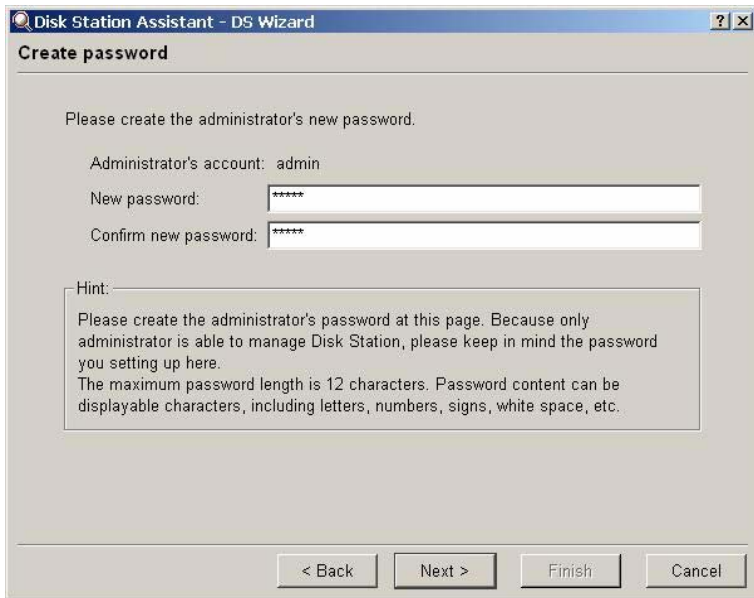 Disk Station Assistant - DS Wizard
Create password
Please create the administrator's new password.
Administrator's account: admin
New password: *****
Confirm new password: *****
Hint:
Please create the administrator's password at this page. Because only
administrator is able to manage Disk Station, please keep in mind the password
you setting up here.
The maximum password length is 12 characters. Password content can be
displayable characters, including letters, numbers, signs, white space, etc.
< Back Next > Finish Cancel